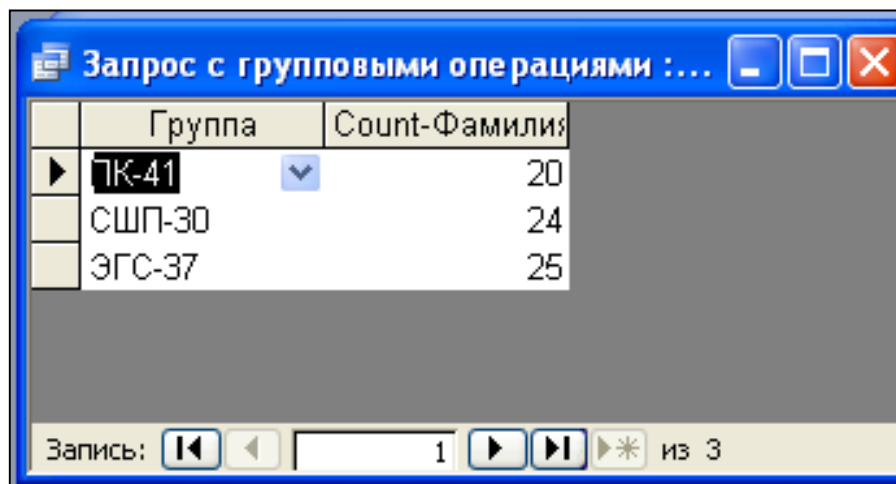 Запрос с групповыми операциями :...
Группа Count-Фамилия
ПК-41 20
СШП-30 24
ЭГС-37 25
Запись: 1 из 3